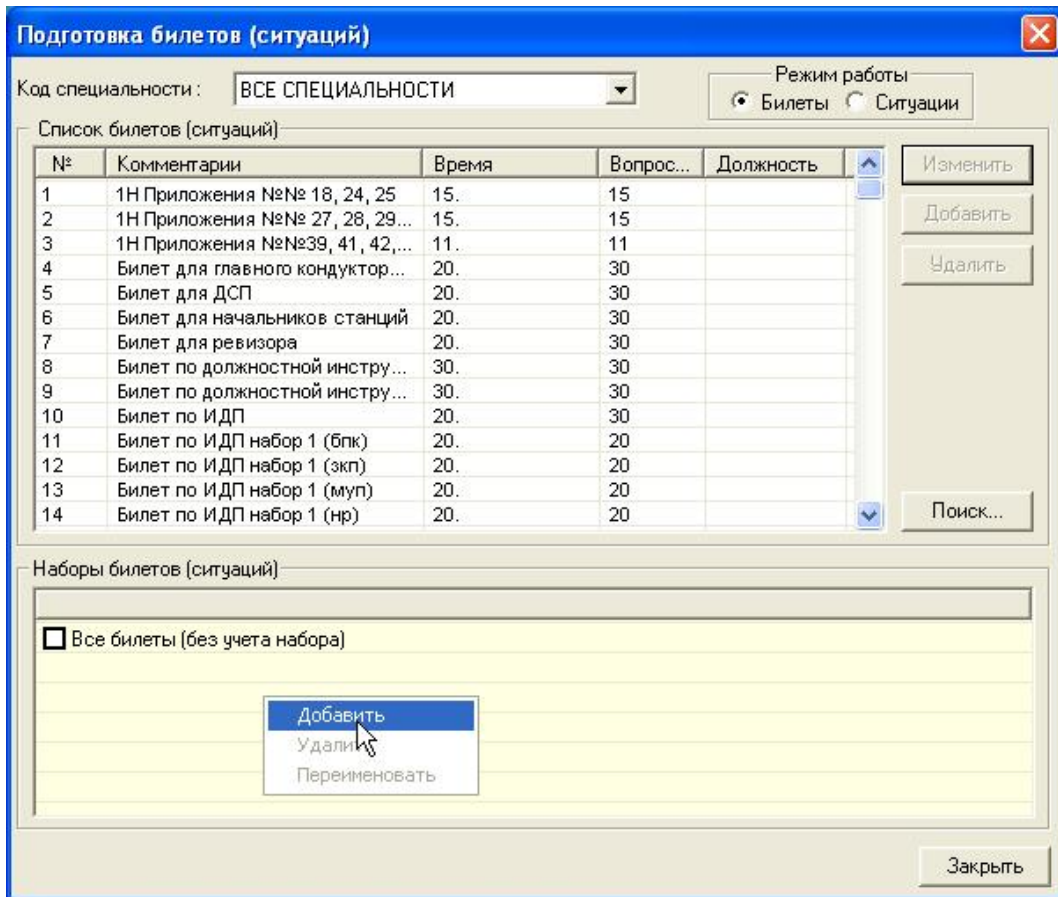 Подготовка билетов (ситуаций)
Код специальности : ВСЕ СПЕЦИАЛЬНОСТИ
Режим работы
Билеты Ситуации
Список билетов (ситуаций)
№ Комментарии Время Вопрос... Должность
1 1Н Приложения №№ 18, 24, 25 15. 15
2 1Н Приложения №№ 27, 28, 29... 15. 15
3 1Н Приложения №№39, 41, 42,... 11. 11
4 Билет для главного кондуктор... 20. 30
5 Билет для ДСП 20. 30
6 Билет для начальников станций 20. 30
7 Билет для ревизора 20. 30
8 Билет по должностной инстру... 30. 30
9 Билет по должностной инстру... 30. 30
10 Билет по ИДП 20. 30
11 Билет по ИДП набор 1 (бпк) 20. 20
12 Билет по ИДП набор 1 (зкп) 20. 20
13 Билет по ИДП набор 1 (муп) 20. 20
14 Билет по ИДП набор 1 (нр) 20. 20
Изменить
Добавить
Удалить
Поиск...
Наборы билетов (ситуаций)
Все билеты (без учета набора)
Добавить
Удалить
Переименовать
Закрыть